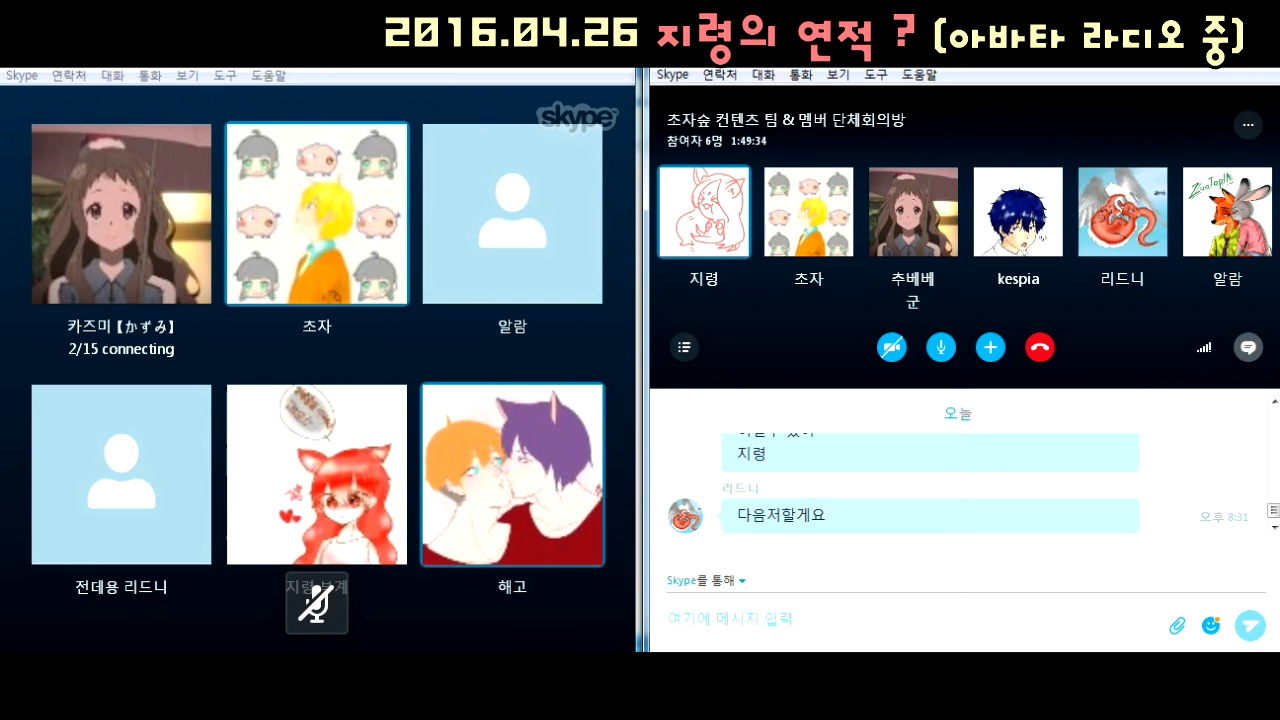 2016.04.26 지령의 연적 ? (아바타 라디오 중)
Skype 연락처 대화 통화 보기 도구 도움말
skype
카즈미【かずみ】
2/15 connecting
초자
알람
전데용 리드니
지령 보계
해고
Skype 연락처 대화 통화 보기 도구 도움말
초자숲 컨텐츠 팀 & 멤버 단체회의방
참여자 6명 1:49:34
ZooTopiA
지령
초자
추베베
군
kespia
리드니
알람
오늘
지령
리드니
다음저할게요
오후 8:31
Skype를 통해
여기에 메시지 입력